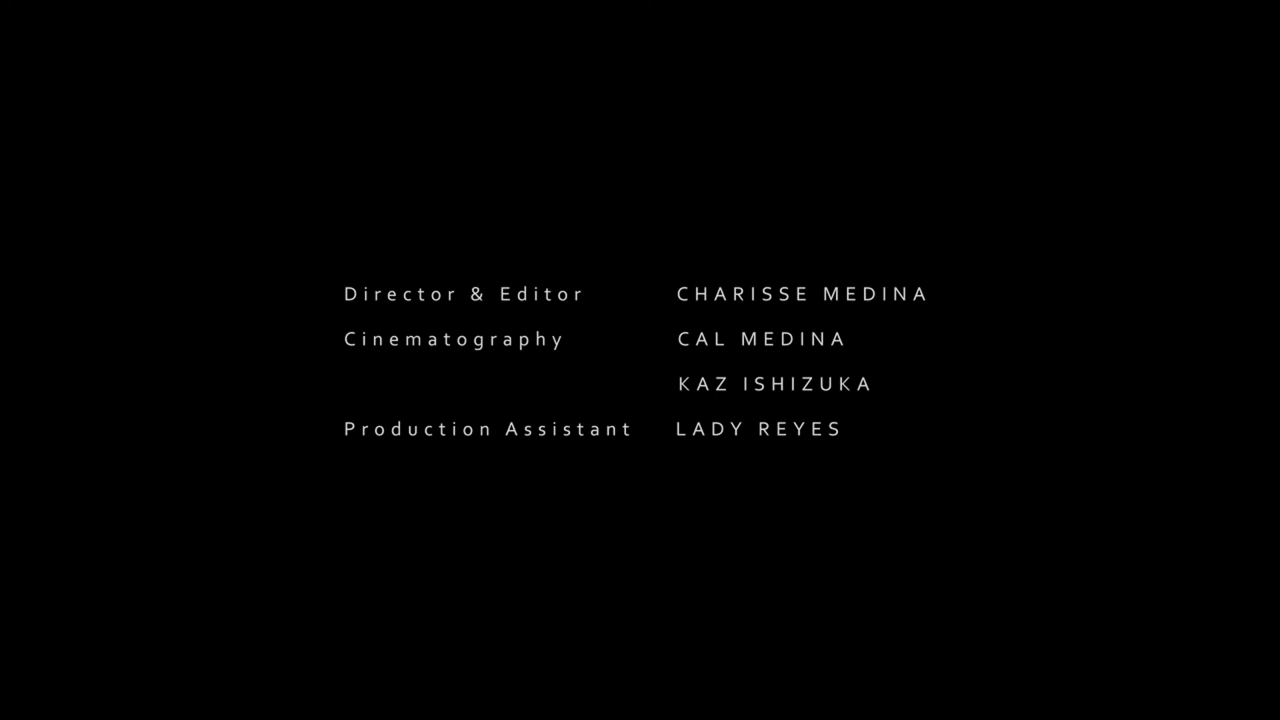 Director & Editor CHARISSE MEDINA
Cinematography CAL MEDINA
KAZ ISHIZUKA
Production Assistant LADY REYES